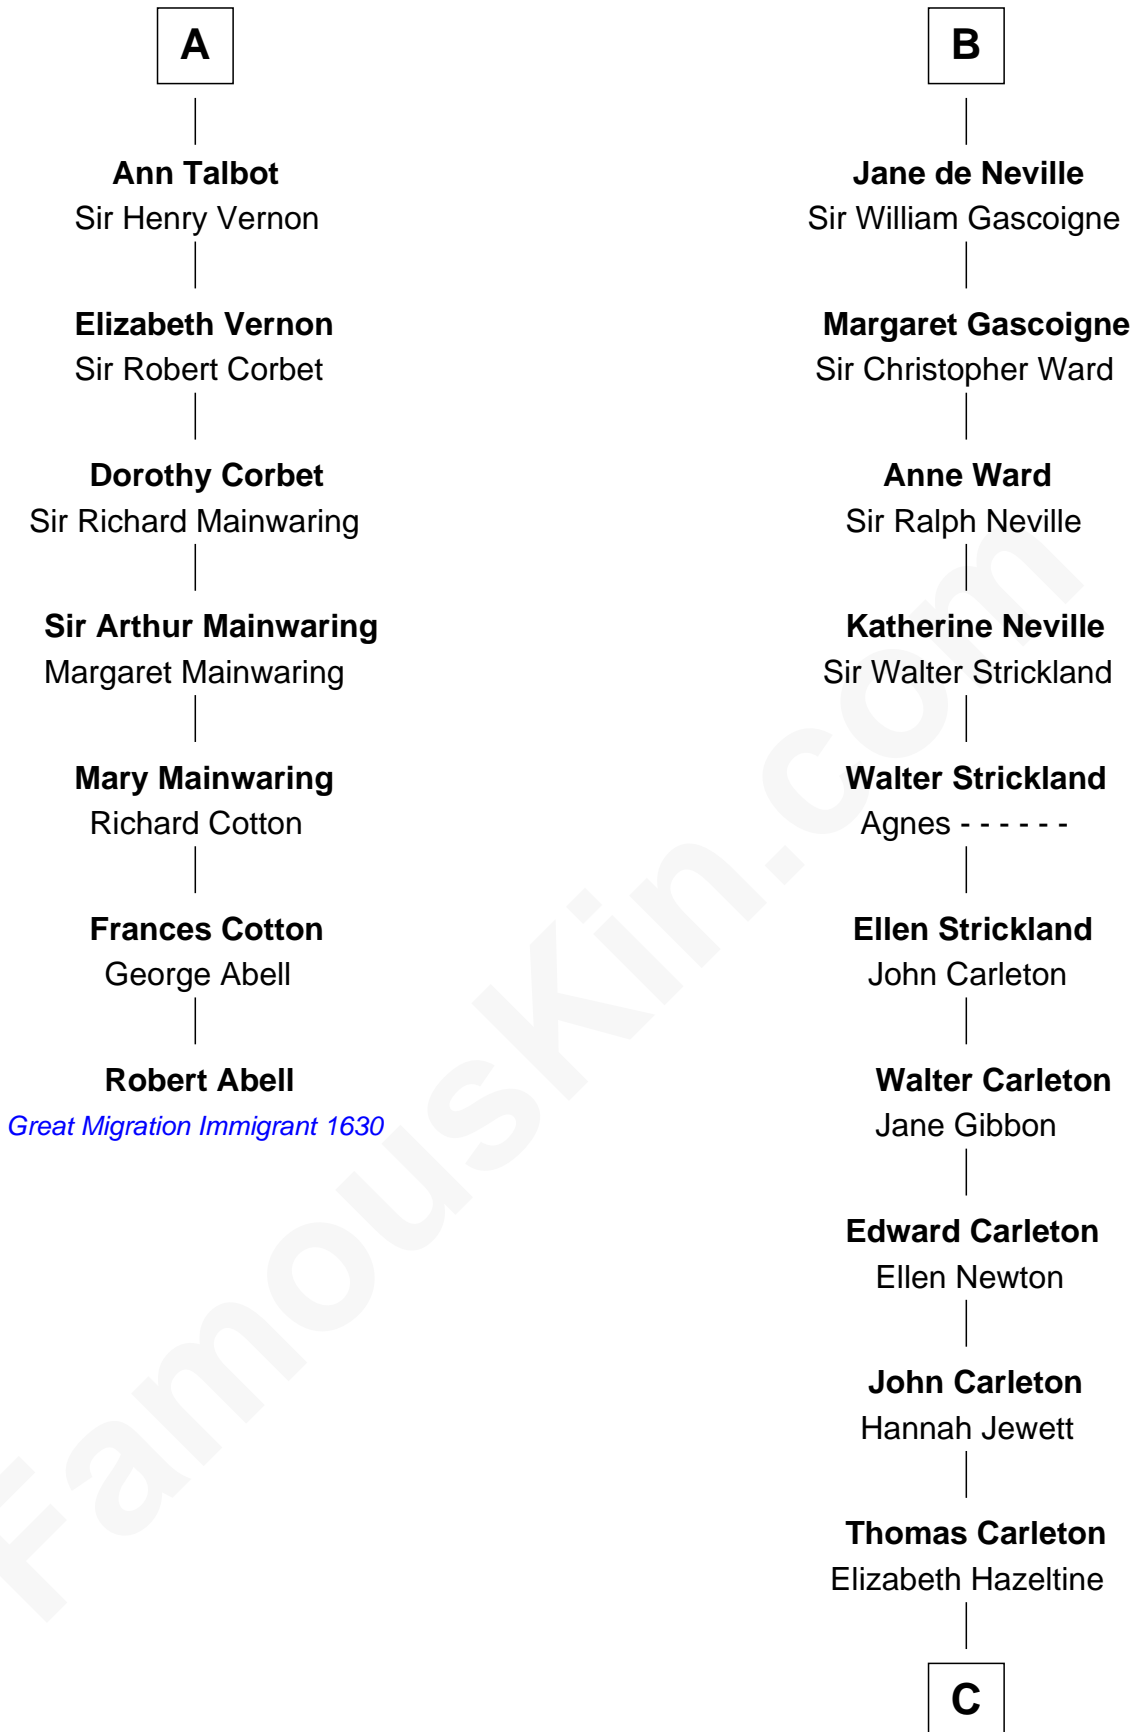 A
Ann Talbot
Sir Henry Vernon
Elizabeth Vernon
Sir Robert Corbet
Dorothy Corbet
Sir Richard Mainwaring
Sir Arthur Mainwaring
Margaret Mainwaring
Mary Mainwaring
Richard Cotton
Frances Cotton
George Abell
Robert Abell
Great Migration Immigrant 1630
B
Jane de Neville
Sir William Gascoigne
Margaret Gascoigne
Sir Christopher Ward
Anne Ward
Sir Ralph Neville
Katherine Neville
Sir Walter Strickland
Walter Strickland
Agnes - - - - - -
Ellen Strickland
John Carleton
Walter Carleton
Jane Gibbon
Edward Carleton
Ellen Newton
John Carleton
Hannah Jewett
Thomas Carleton
Elizabeth Hazeltine
C
FamousKin.com